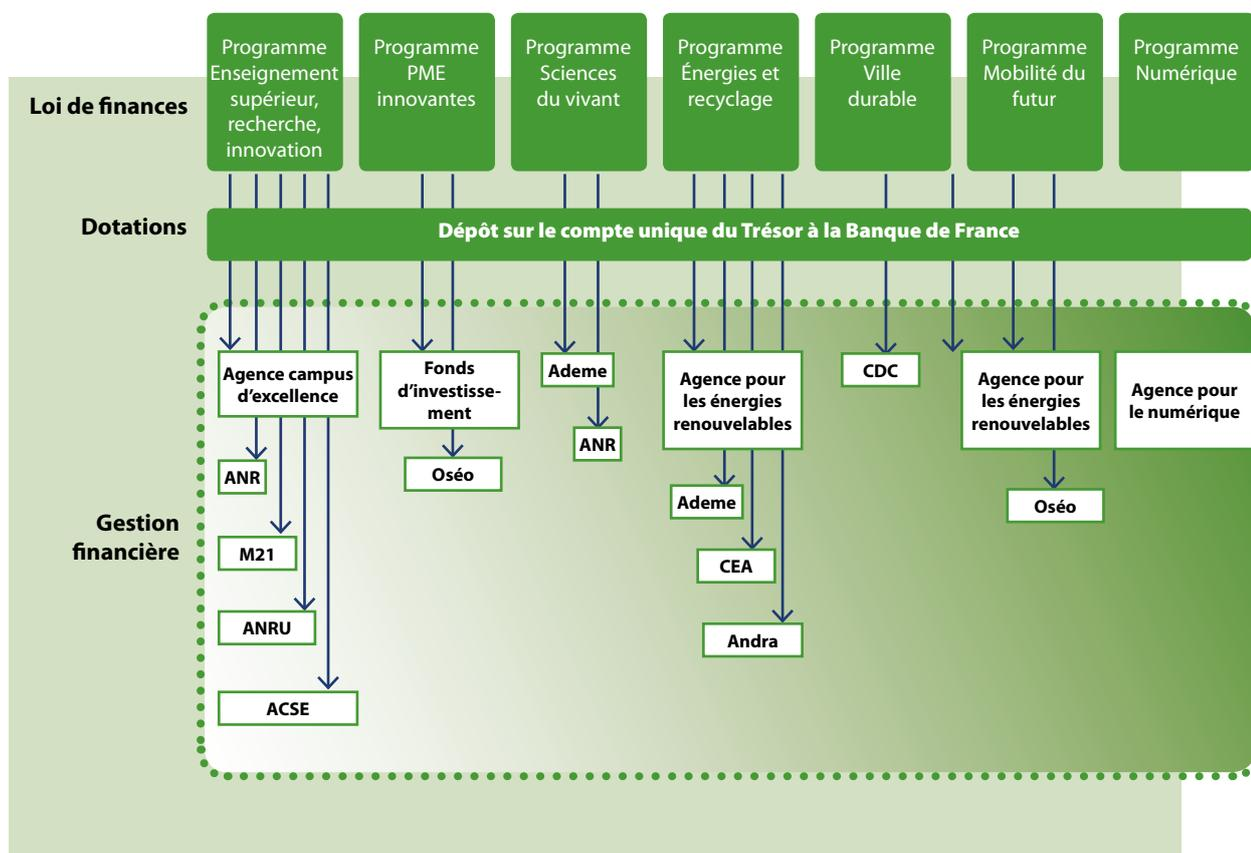 Loi de finances
Programme
Enseignement
supérieur,
recherche,
innovation
Programme
PME
innovantes
Programme
Sciences
du vivant
Programme
Énergies et
recyclage
Programme
Ville
durable
Programme
Mobilité du
futur
Programme
Numérique
Dotations
Dépôt sur le compte unique du Trésor à la Banque de France
Gestion
financière
Agence campus
d’excellence
ANR
M21
ANRU
ACSE
Fonds
d’investisse-
ment
Oséo
Ademe
ANR
Agence pour
les énergies
renouvelables
Ademe
CEA
Andra
CDC
Agence pour
les énergies
renouvelables
Oséo
Agence pour
le numérique